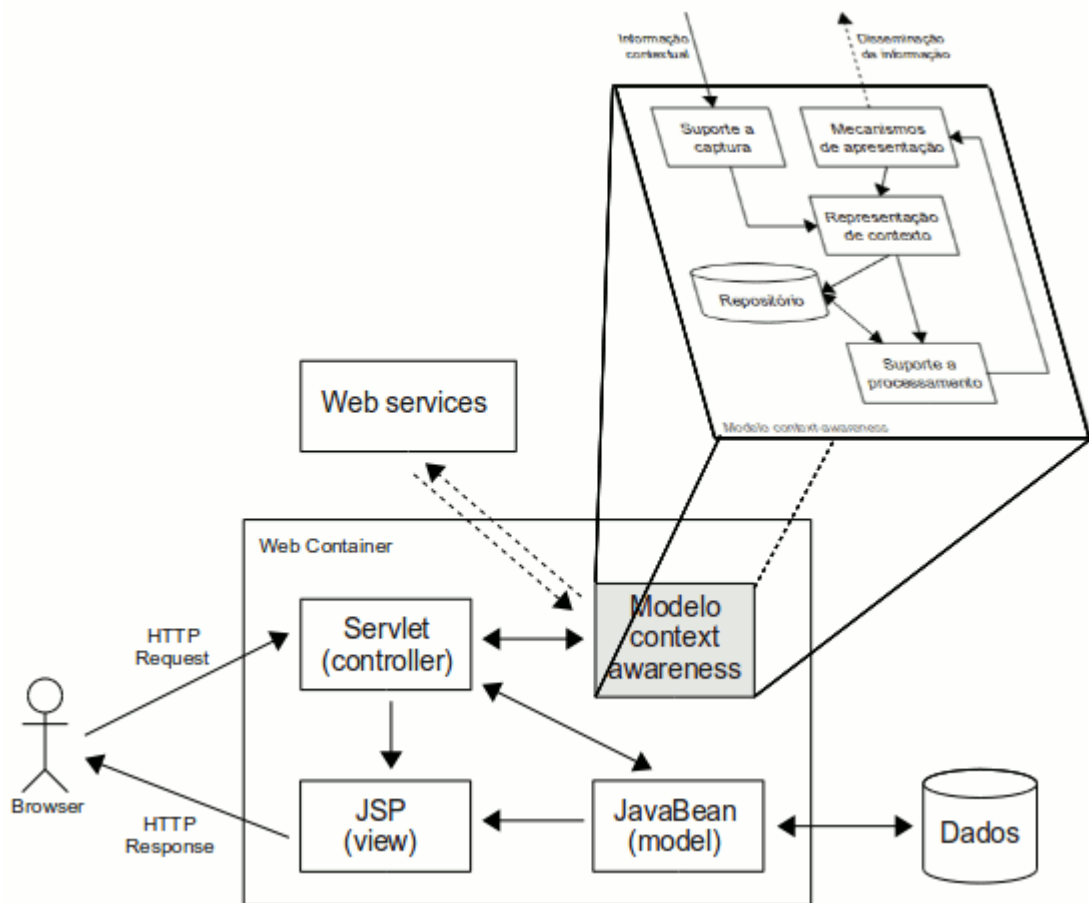 Informação
contextual
Disseminação
da informação
Suporte a
captura
Mecanismos
de apresentação
Representação
de contexto
Repositório
Suporte a
processamento
Modelo context-awareness
Web services
Web Container
HTTP
Request
Servlet
(controller)
Modelo
context
awareness
Browser
HTTP
Response
JSP
(view)
JavaBean
(model)
Dados